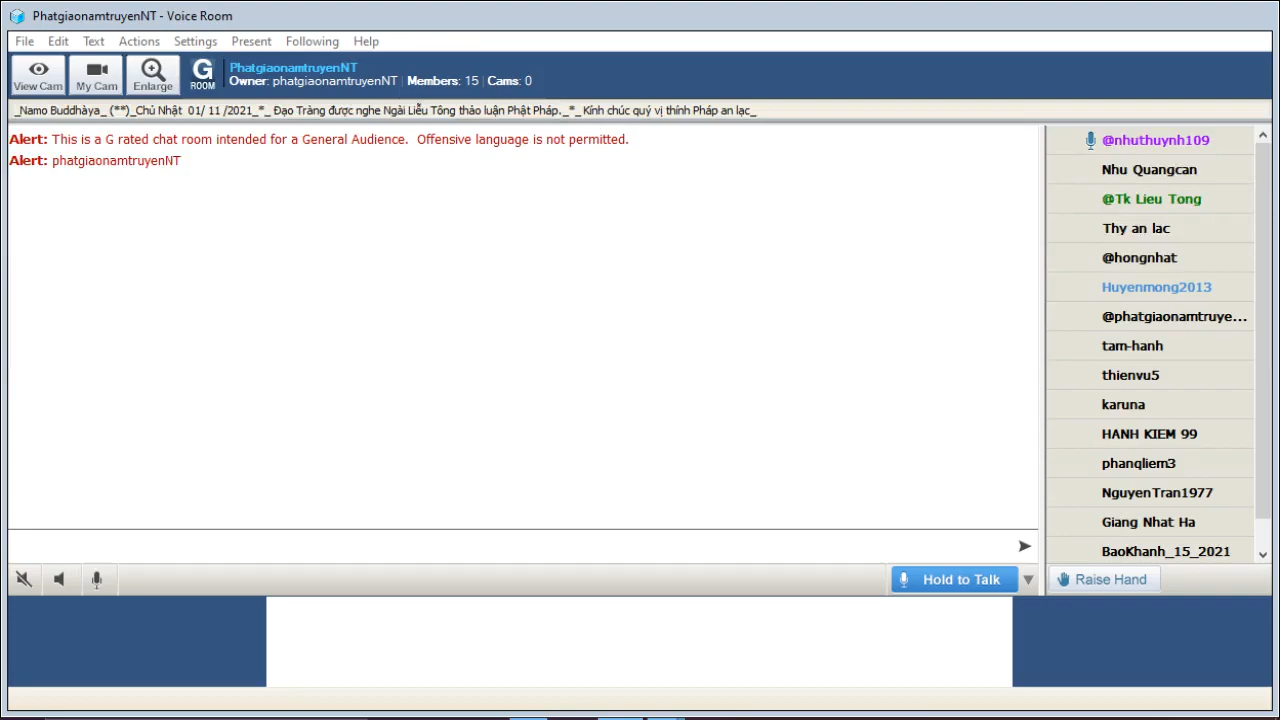 PhatgiaonamtruyenNT - Voice Room
File Edit Text Actions Settings Present Following Help
View Cam My Cam Enlarge G ROOM
PhatgiaonamtruyenNT
Owner: phatgiaonamtruyenNT Members: 15 Cams: 0
_Namo Buddhàya_ (**)_Chủ Nhật 01/ 11 /2021_*_ Đạo Tràng được nghe Ngài Liễu Tông thảo luận Phật Pháp._*_ Kính chúc quý vị thính Pháp an lạc_
Alert: This is a G rated chat room intended for a General Audience. Offensive language is not permitted.
Alert: phatgiaonamtruyenNT
@nhuthuynh109
Nhu Quangcan
@Tk Lieu Tong
Thy an lac
@hongnhat
Huyenmong2013
@phatgiaonamtruye...
tam-hanh
thienvu5
karuna
HANH KIEM 99
phanqliem3
NguyenTran1977
Giang Nhat Ha
BaoKhanh_15_2021
Hold to Talk
Raise Hand